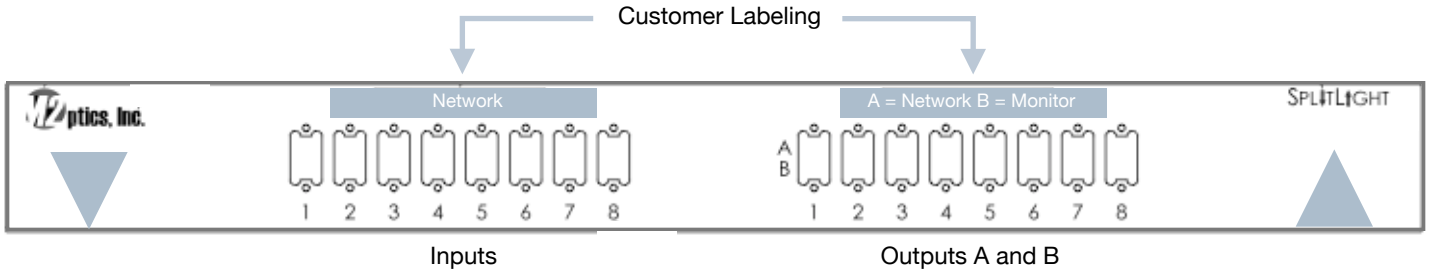 Customer Labeling
M2Optics, Inc.
Network
A = Network B = Monitor
SPLITLIGHT
A
B
1 2 3 4 5 6 7 8
1 2 3 4 5 6 7 8
Inputs
Outputs A and B